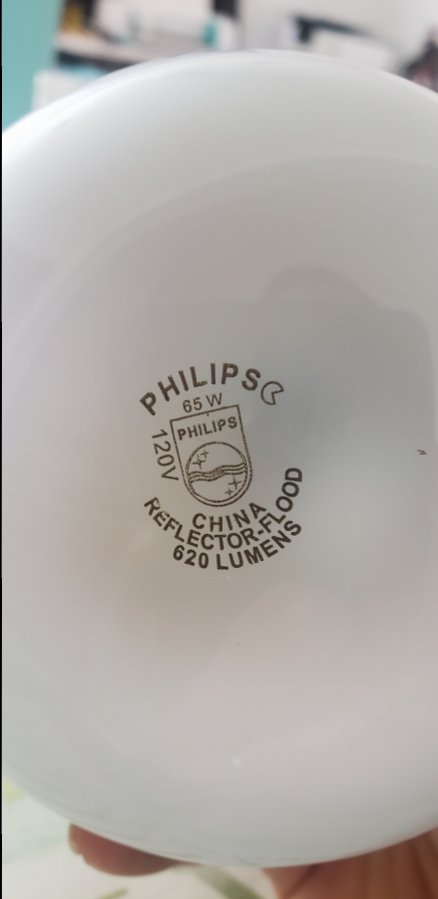 PHILIPS
65 W
120V
PHILIPS
CHINA
REFLECTOR-FLOOD
620 LUMENS